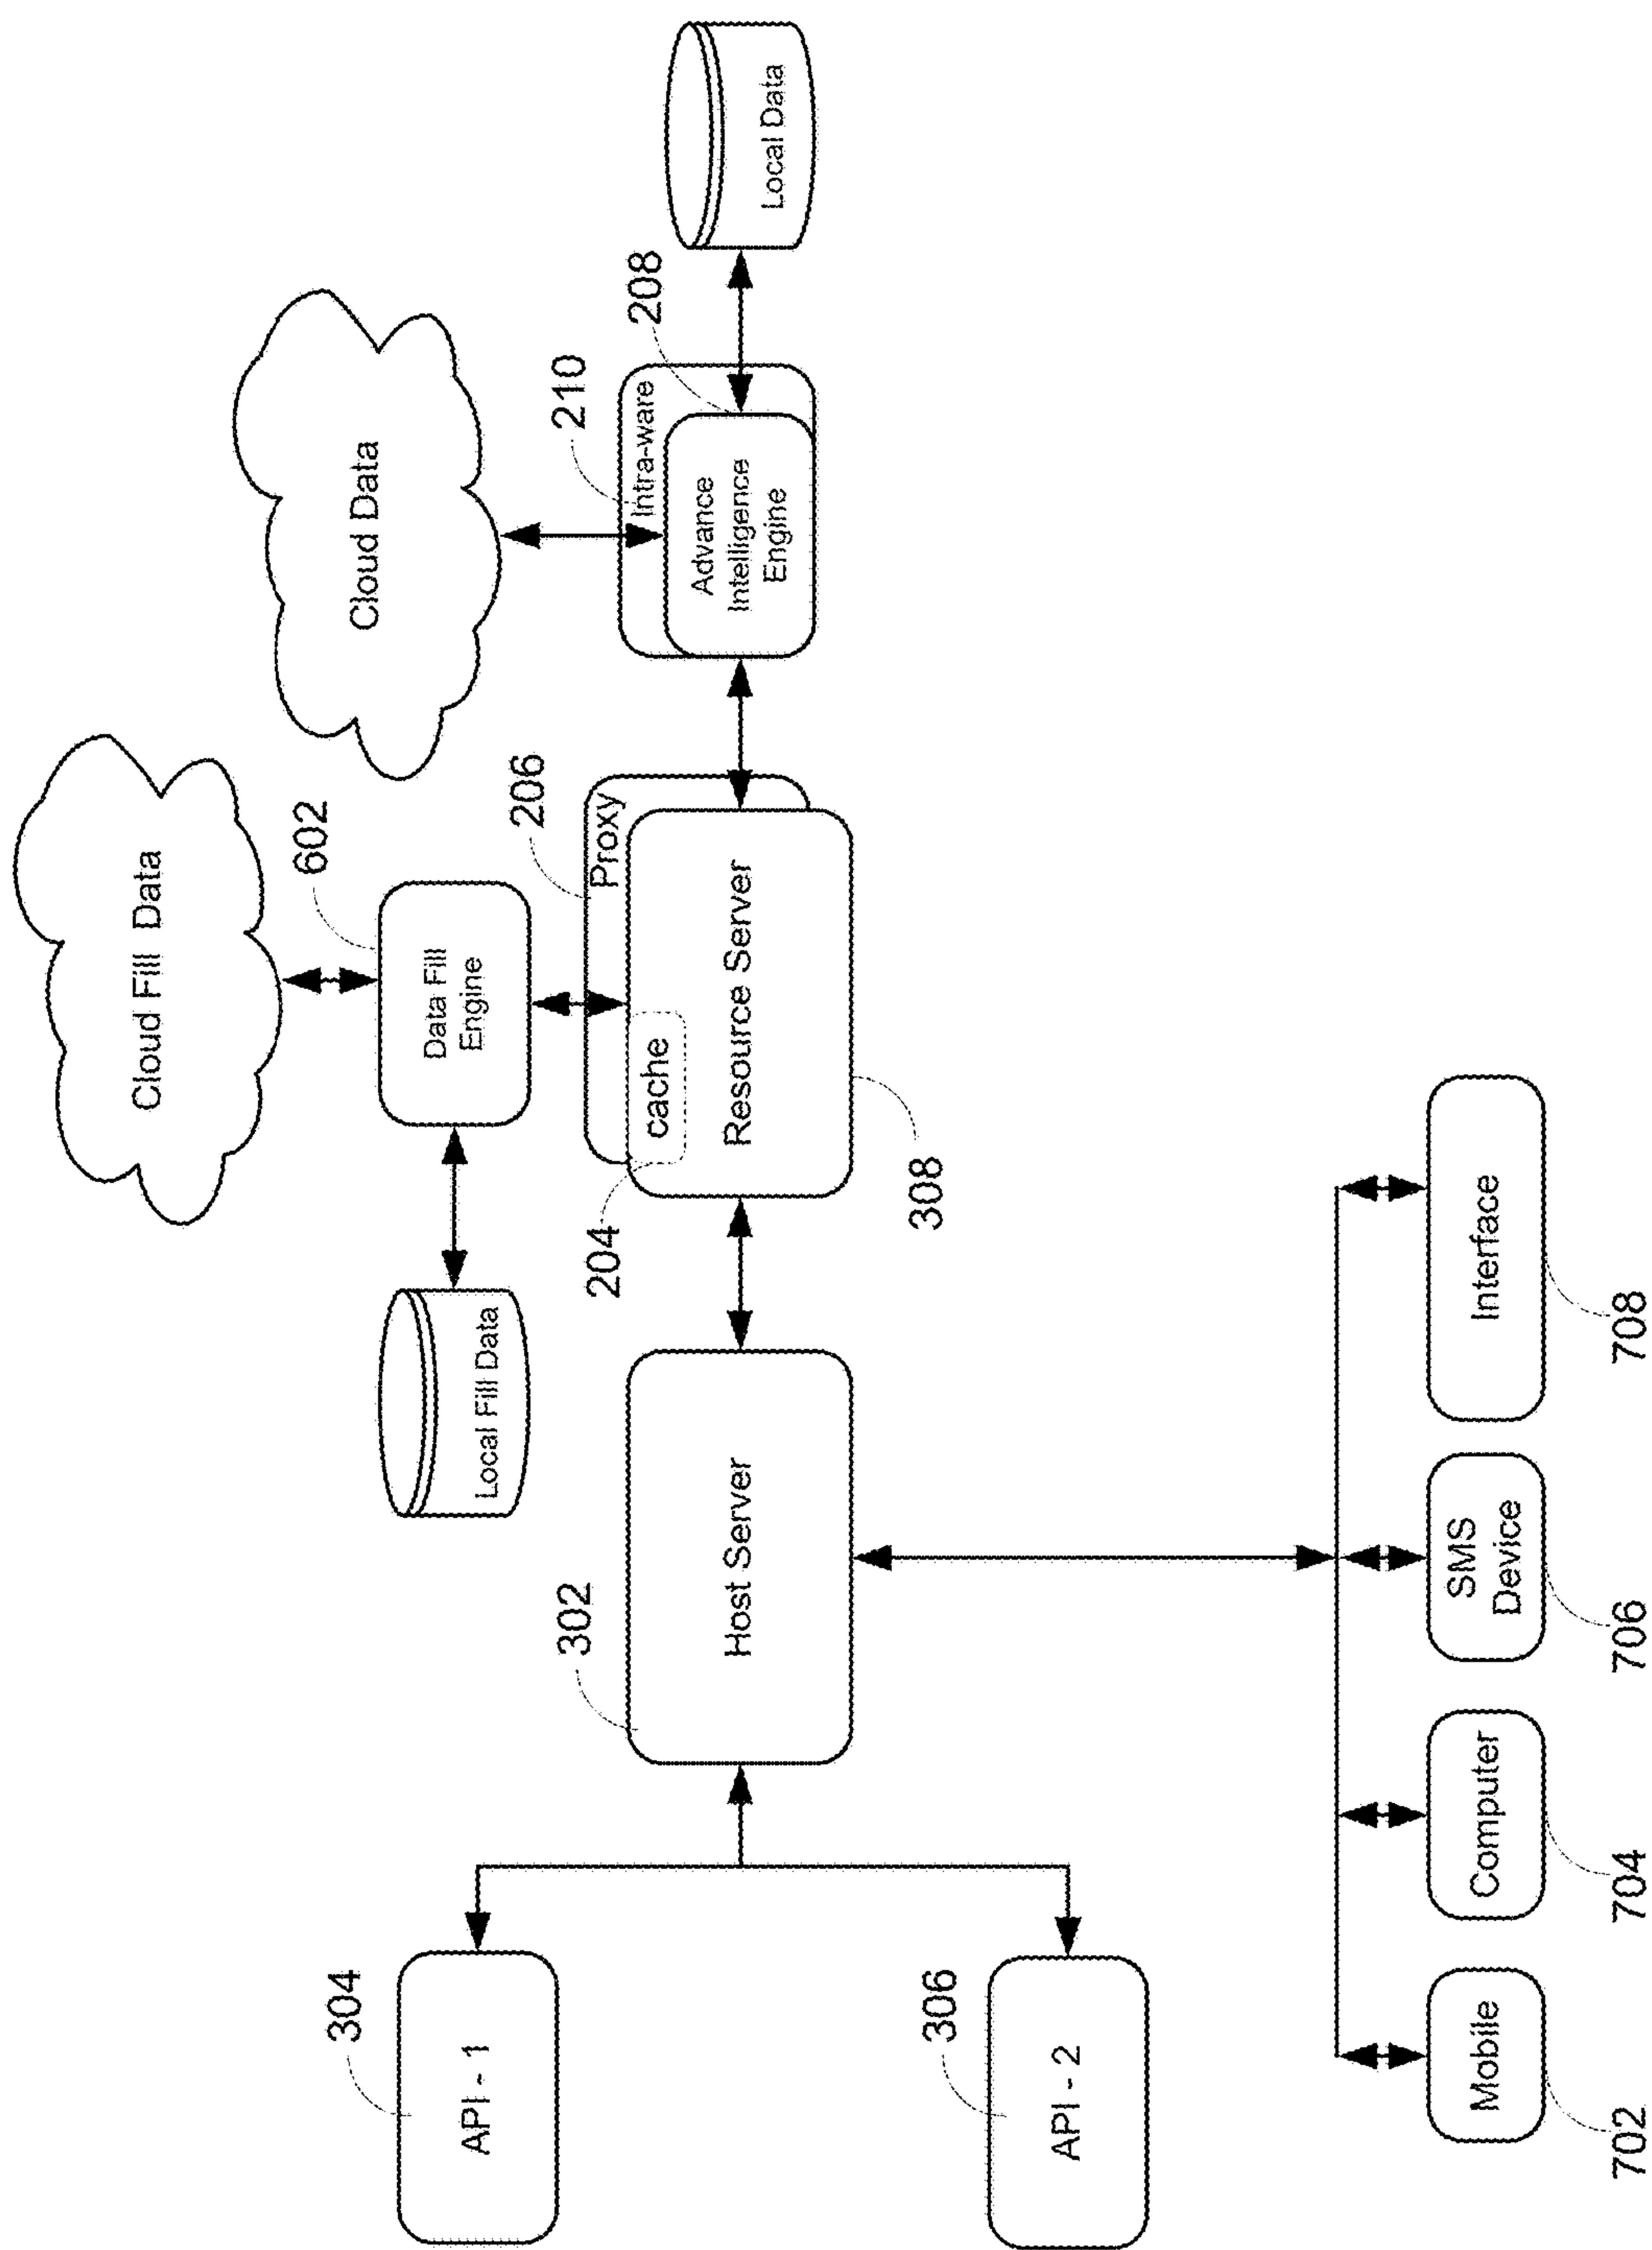 Cloud Fill Data
Cloud Data
602
Data Fill
Engine
Local Fill Data
206
Proxy
204
cache
Resource Server
308
210
Intra-ware
208
Advance
Intelligence
Engine
Local Data
302
Host Server
304
API - 1
306
API - 2
Mobile
702
Computer
704
SMS
Device
706
Interface
708